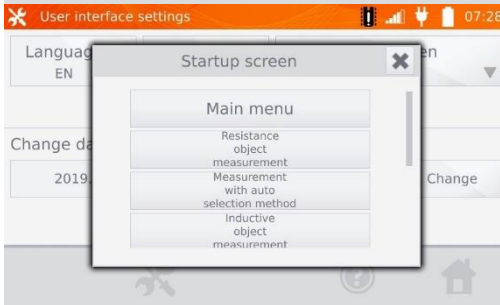 User interface settings 07:28
Language
EN
en
Startup screen
Main menu
Resistance
object
measurement
Measurement
with auto
selection method
Inductive
object
measurement
Change da
2019.
Change